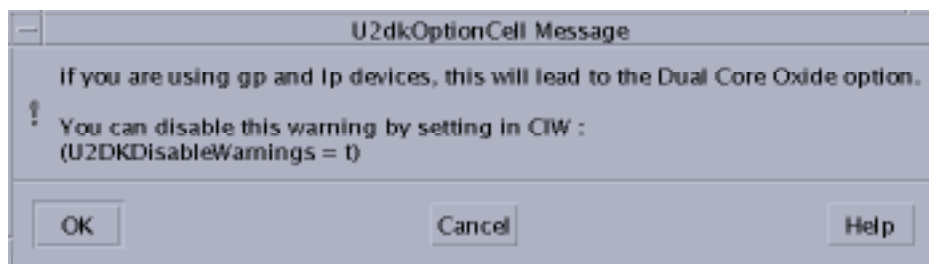 U2dkOptionCell Message
if you are using gp and lp devices, this will lead to the Dual Core Oxide option.
!
You can disable this warning by setting in CIW :
(U2DKDisableWarnings = t)
OK Cancel Help